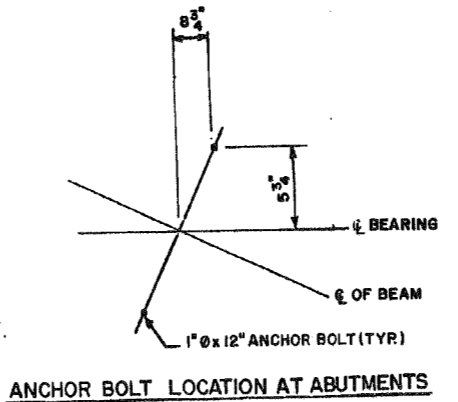 8 3/4"
5 3/4"
℄ BEARING
℄ OF BEAM
1" Ø x 12" ANCHOR BOLT (TYP.)
ANCHOR BOLT LOCATION AT ABUTMENTS